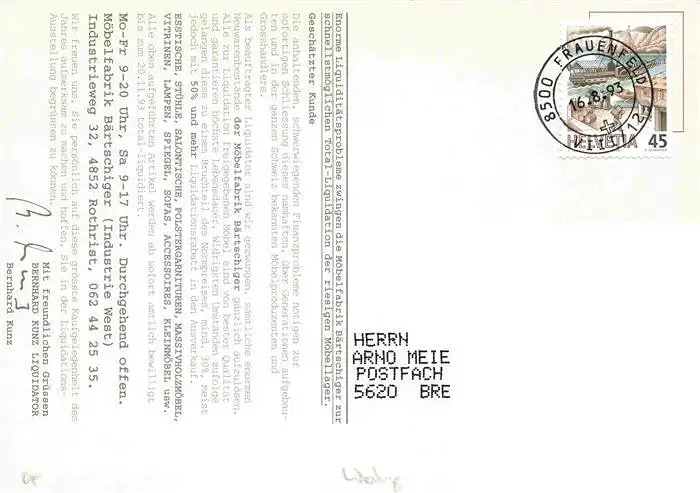 Enorme Liquiditätsprobleme zwingen die Möbelfabrik Bärtschiger zur
schnellstmöglichen Total-Liquidation der riesigen Möbellager.
Geschätzter Kunde
Die anhaltenden, schwerwiegenden Finanzprobleme nötigen zur
sofortigen Schliessung dieses namhaften, über Generationen aufgebau-
ten und in der ganzen Schweiz bekannten Möbelproduzenten und
Grosshändlers.
Als beauftragter Liquidator sind wir gezwungen, sämtliche enormen
Neuwarenbestände der Möbelfabrik Bärtschiger gänzlich aufzulösen.
Alle zur Liquidation freigegebenen Möbel sind von bester Qualität
und garantieren höchste Lebensdauer. Widrigsten Umständen zufolge
gelangen diese zu einem Bruchteil des Normpreises, mind. 30%, meist
jedoch mit 50% und mehr Liquidationsrabatt in den Ausverkauf.
ESSTISCHE, STÜHLE, SALONTISCHE, POLSTERGARNITUREN, MASSIVHOLZMÖBEL,
VITRINEN, LAMPEN, SPIEGEL, SOFAS, ACCESSOIRES, KLEINMÖBEL usw.
Alle oben aufgeführten Artikel werden ab sofort amtlich bewilligt
bis zum 20.11.93 total-liquidiert.
Mo-Fr 9-20 Uhr, Sa 9-17 Uhr. Durchgehend offen.
Möbelfabrik Bärtschiger (Industrie West)
Industrieweg 32, 4852 Rothrist, 062 44 25 35.
Wir freuen uns, Sie persönlich auf diese grösste Kaufgelegenheit des
Jahres aufmerksam zu machen und hoffen, Sie in der Liquidations-
Ausstellung begrüssen zu können.
Mit freundlichen Grüssen
BERNHARD KUNZ LIQUIDATOR
Bernhard Kunz
8500 FRAUENFELD
16.8.93
HELVETIA 45
HERRN
ARNO MEIE
POSTFACH
5620 BRE